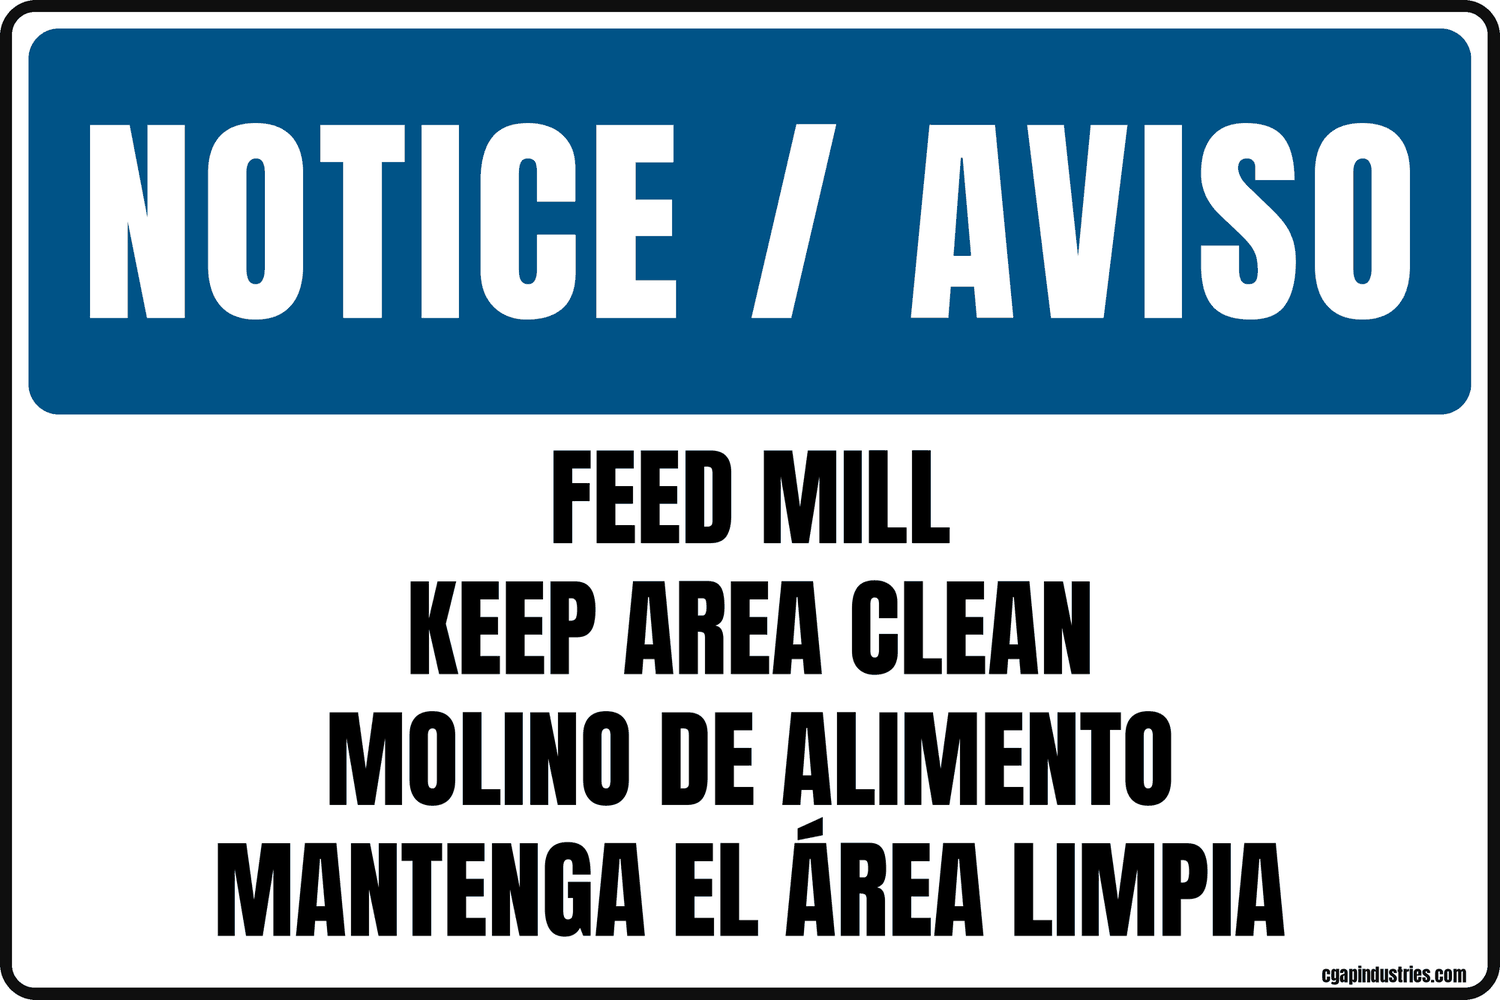 NOTICE / AVISO
FEED MILL
KEEP AREA CLEAN
MOLINO DE ALIMENTO
MANTENGA EL ÁREA LIMPIA
cgapindustries.com